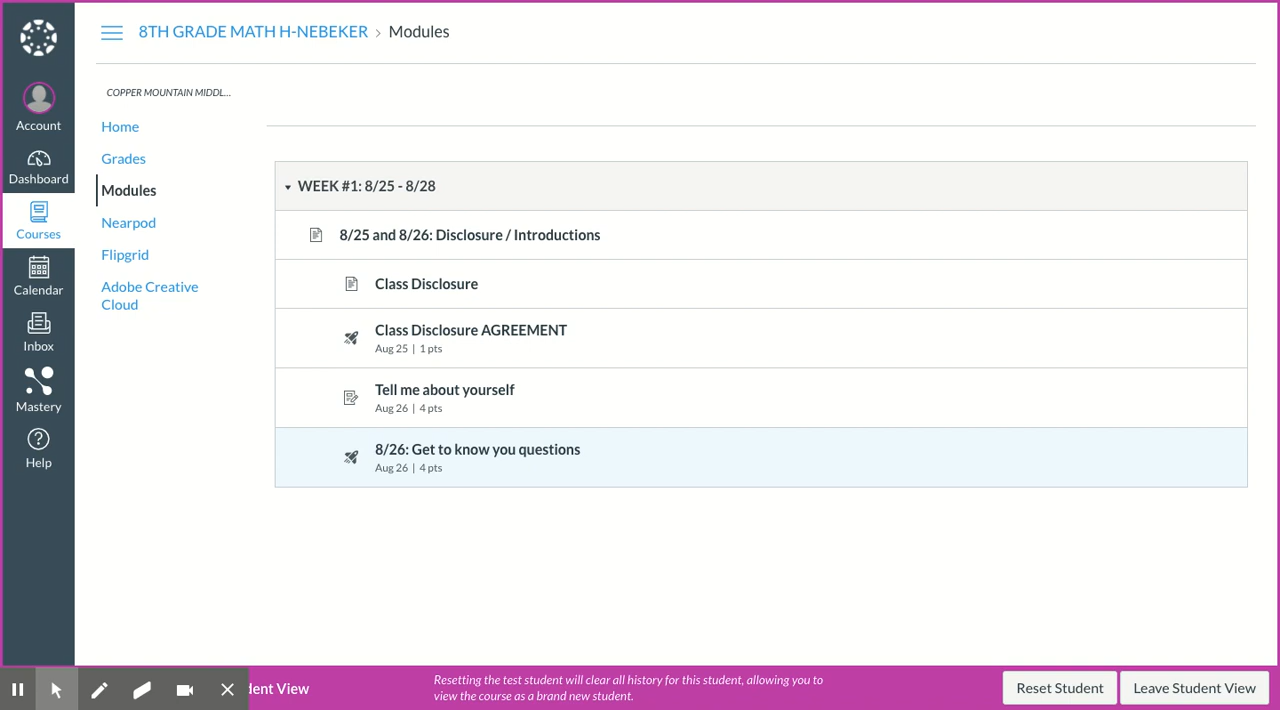 8TH GRADE MATH H-NEBEKER › Modules
COPPER MOUNTAIN MIDDL...
Account
Dashboard
Courses
Calendar
Inbox
Mastery
Help
Home
Grades
Modules
Nearpod
Flipgrid
Adobe Creative
Cloud
WEEK #1: 8/25 - 8/28
8/25 and 8/26: Disclosure / Introductions
Class Disclosure
Class Disclosure AGREEMENT
Aug 25 | 1 pts
Tell me about yourself
Aug 26 | 4 pts
8/26: Get to know you questions
Aug 26 | 4 pts
dent View
Resetting the test student will clear all history for this student, allowing you to
view the course as a brand new student.
Reset Student
Leave Student View